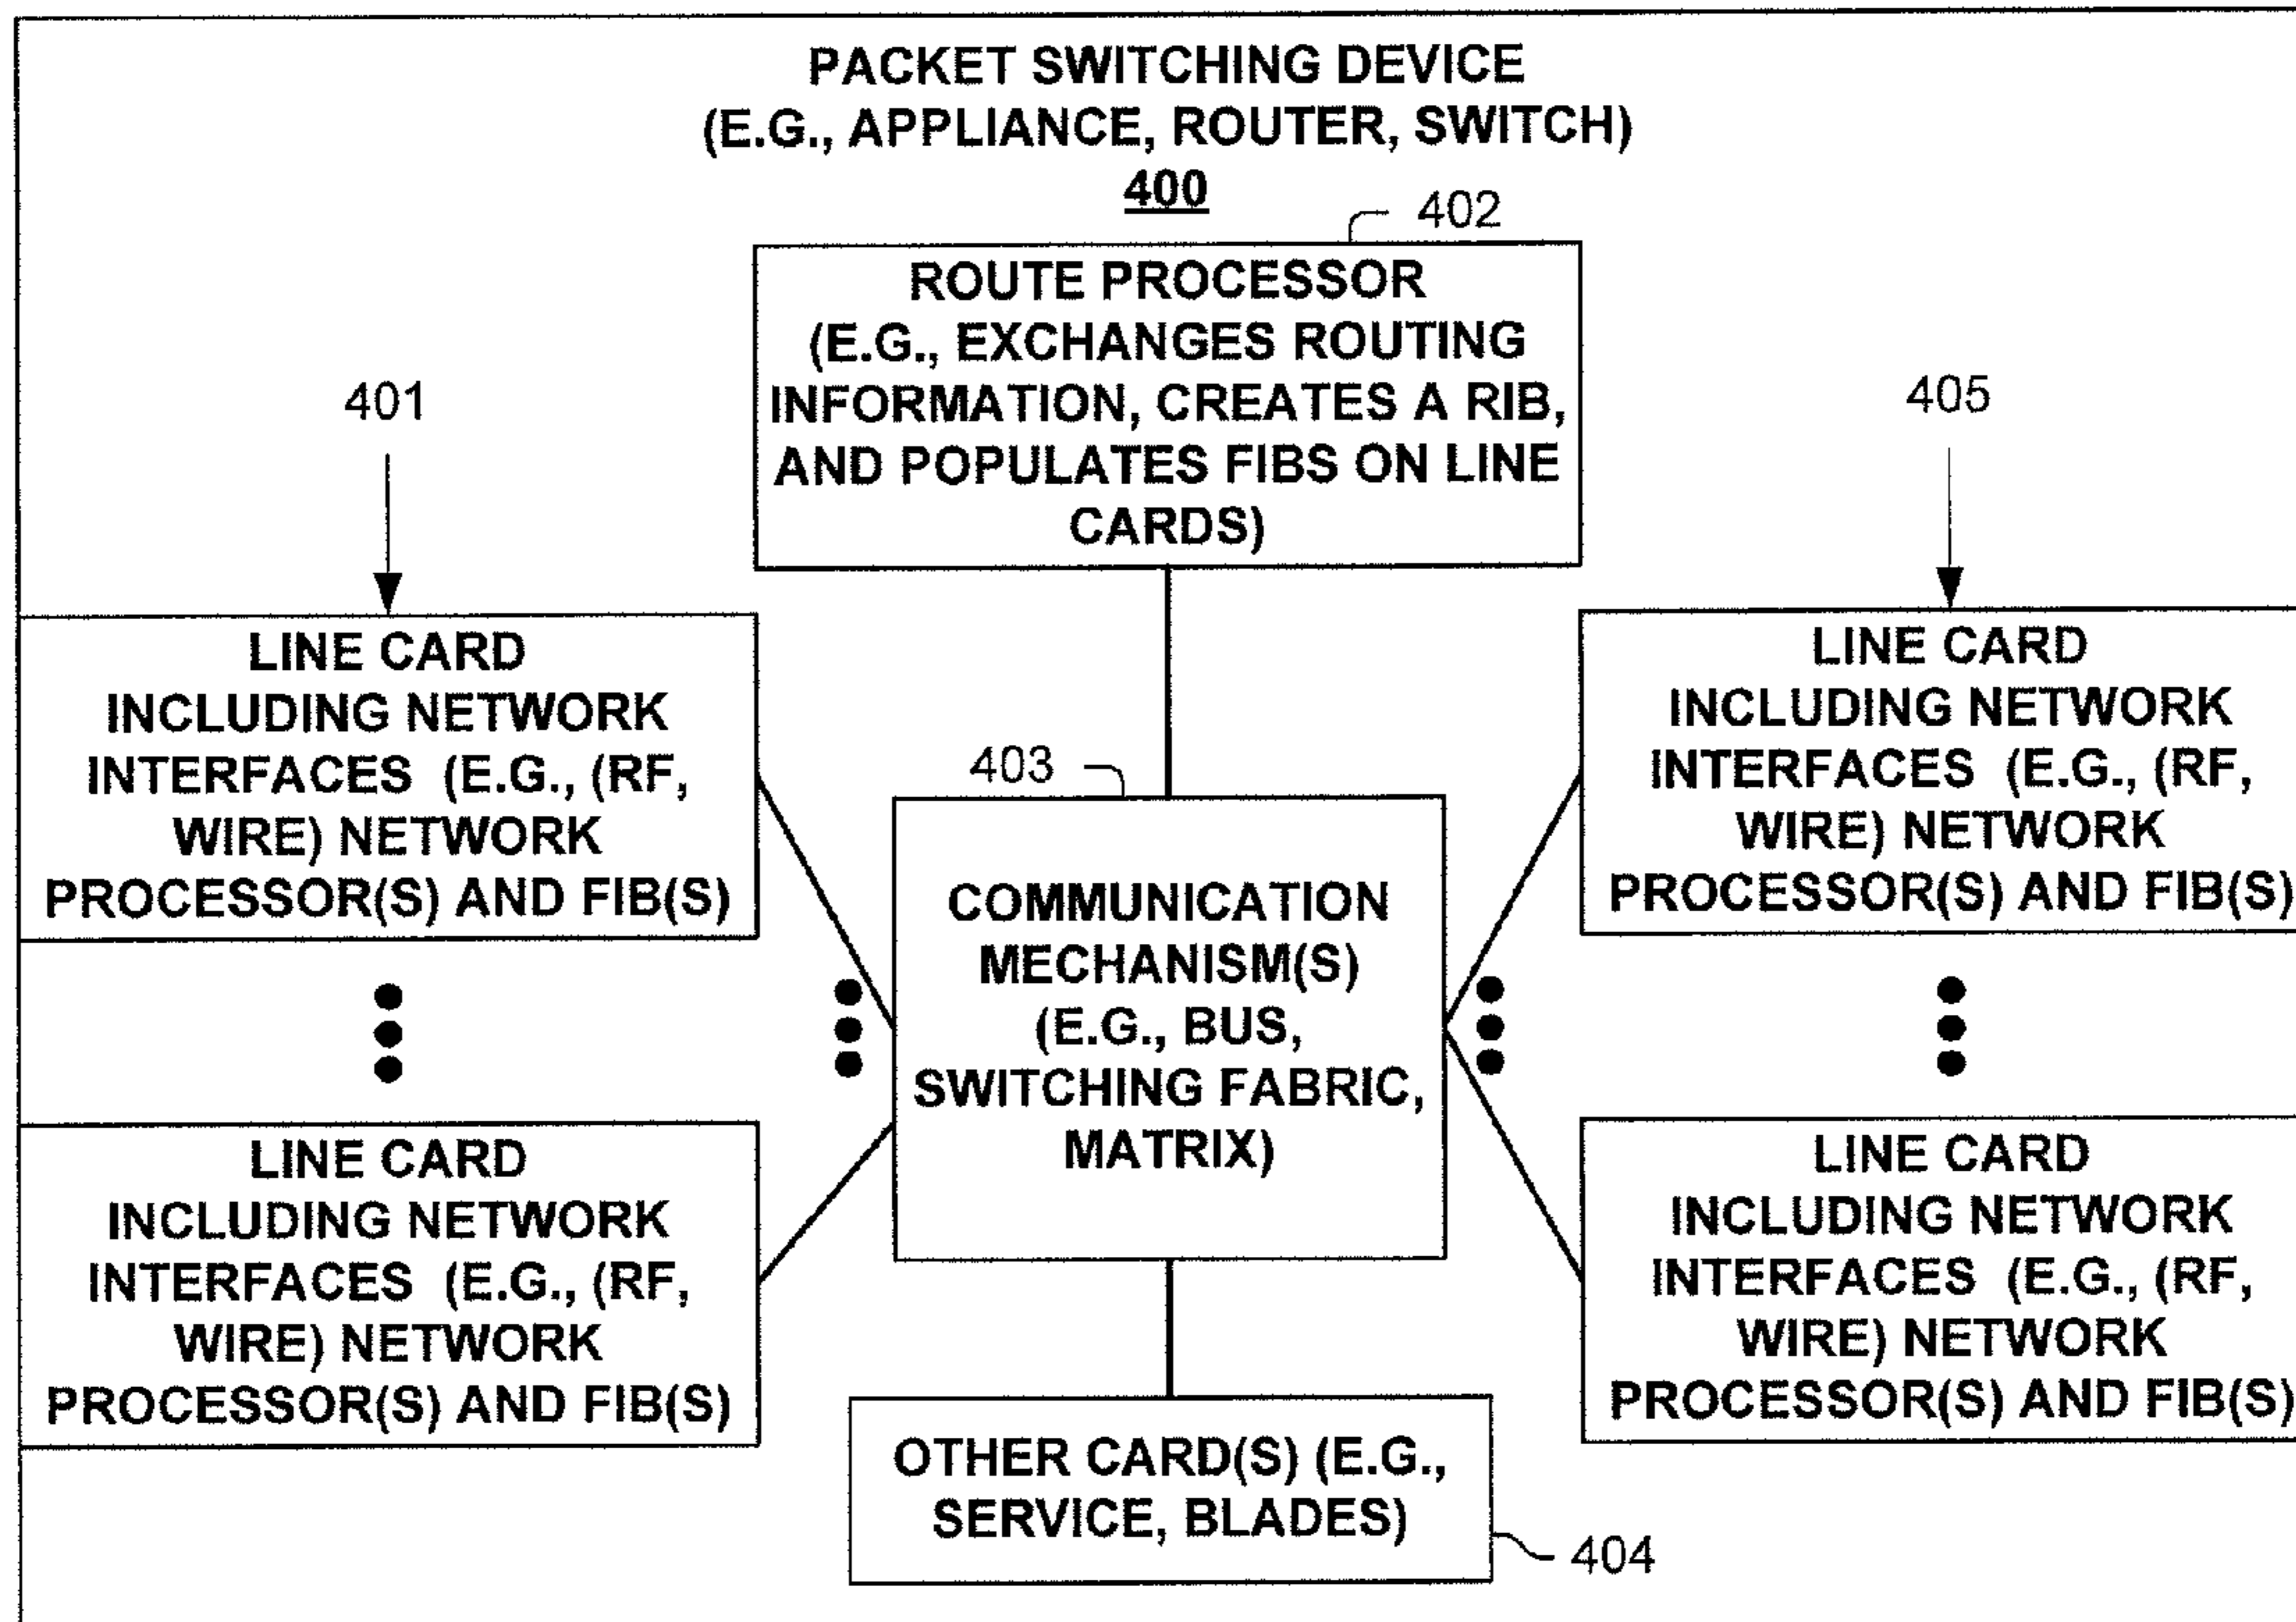 PACKET SWITCHING DEVICE
(E.G., APPLIANCE, ROUTER, SWITCH)
400
402
ROUTE PROCESSOR
(E.G., EXCHANGES ROUTING
INFORMATION, CREATES A RIB,
AND POPULATES FIBS ON LINE
CARDS)
401
405
LINE CARD
INCLUDING NETWORK
INTERFACES (E.G., (RF,
WIRE) NETWORK
PROCESSOR(S) AND FIB(S)
LINE CARD
INCLUDING NETWORK
INTERFACES (E.G., (RF,
WIRE) NETWORK
PROCESSOR(S) AND FIB(S)
403
COMMUNICATION
MECHANISM(S)
(E.G., BUS,
SWITCHING FABRIC,
MATRIX)
LINE CARD
INCLUDING NETWORK
INTERFACES (E.G., (RF,
WIRE) NETWORK
PROCESSOR(S) AND FIB(S)
LINE CARD
INCLUDING NETWORK
INTERFACES (E.G., (RF,
WIRE) NETWORK
PROCESSOR(S) AND FIB(S)
OTHER CARD(S) (E.G.,
SERVICE, BLADES)
404